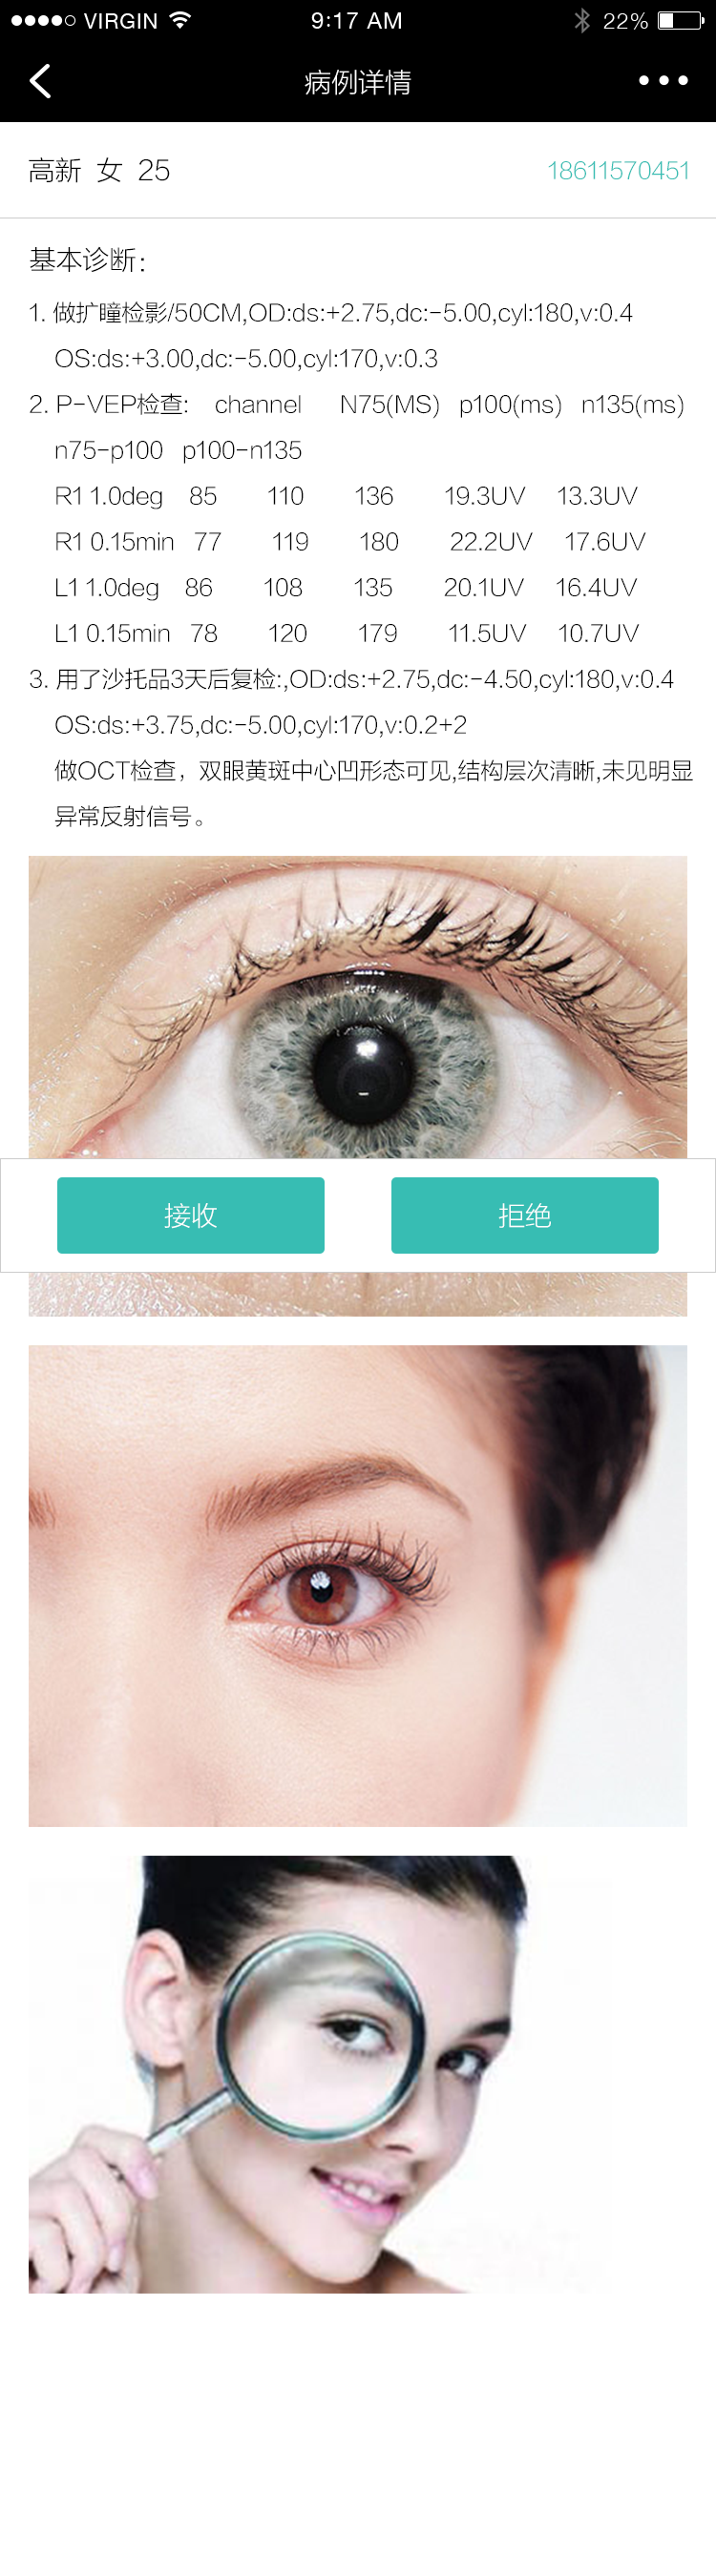 VIRGIN 9:17 AM 22%
病例详情
高新 女 25 18611570451
基本诊断：
1. 做扩瞳检影/50CM,OD:ds:+2.75,dc:-5.00,cyl:180,v:0.4
OS:ds:+3.00,dc:-5.00,cyl:170,v:0.3
2. P-VEP检查: channel N75(MS) p100(ms) n135(ms)
n75-p100 p100-n135
R1 1.0deg 85 110 136 19.3UV 13.3UV
R1 0.15min 77 119 180 22.2UV 17.6UV
L1 1.0deg 86 108 135 20.1UV 16.4UV
L1 0.15min 78 120 179 11.5UV 10.7UV
3. 用了沙托品3天后复检:,OD:ds:+2.75,dc:-4.50,cyl:180,v:0.4
OS:ds:+3.75,dc:-5.00,cyl:170,v:0.2+2
做OCT检查，双眼黄斑中心凹形态可见,结构层次清晰,未见明显
异常反射信号。
接收 拒绝